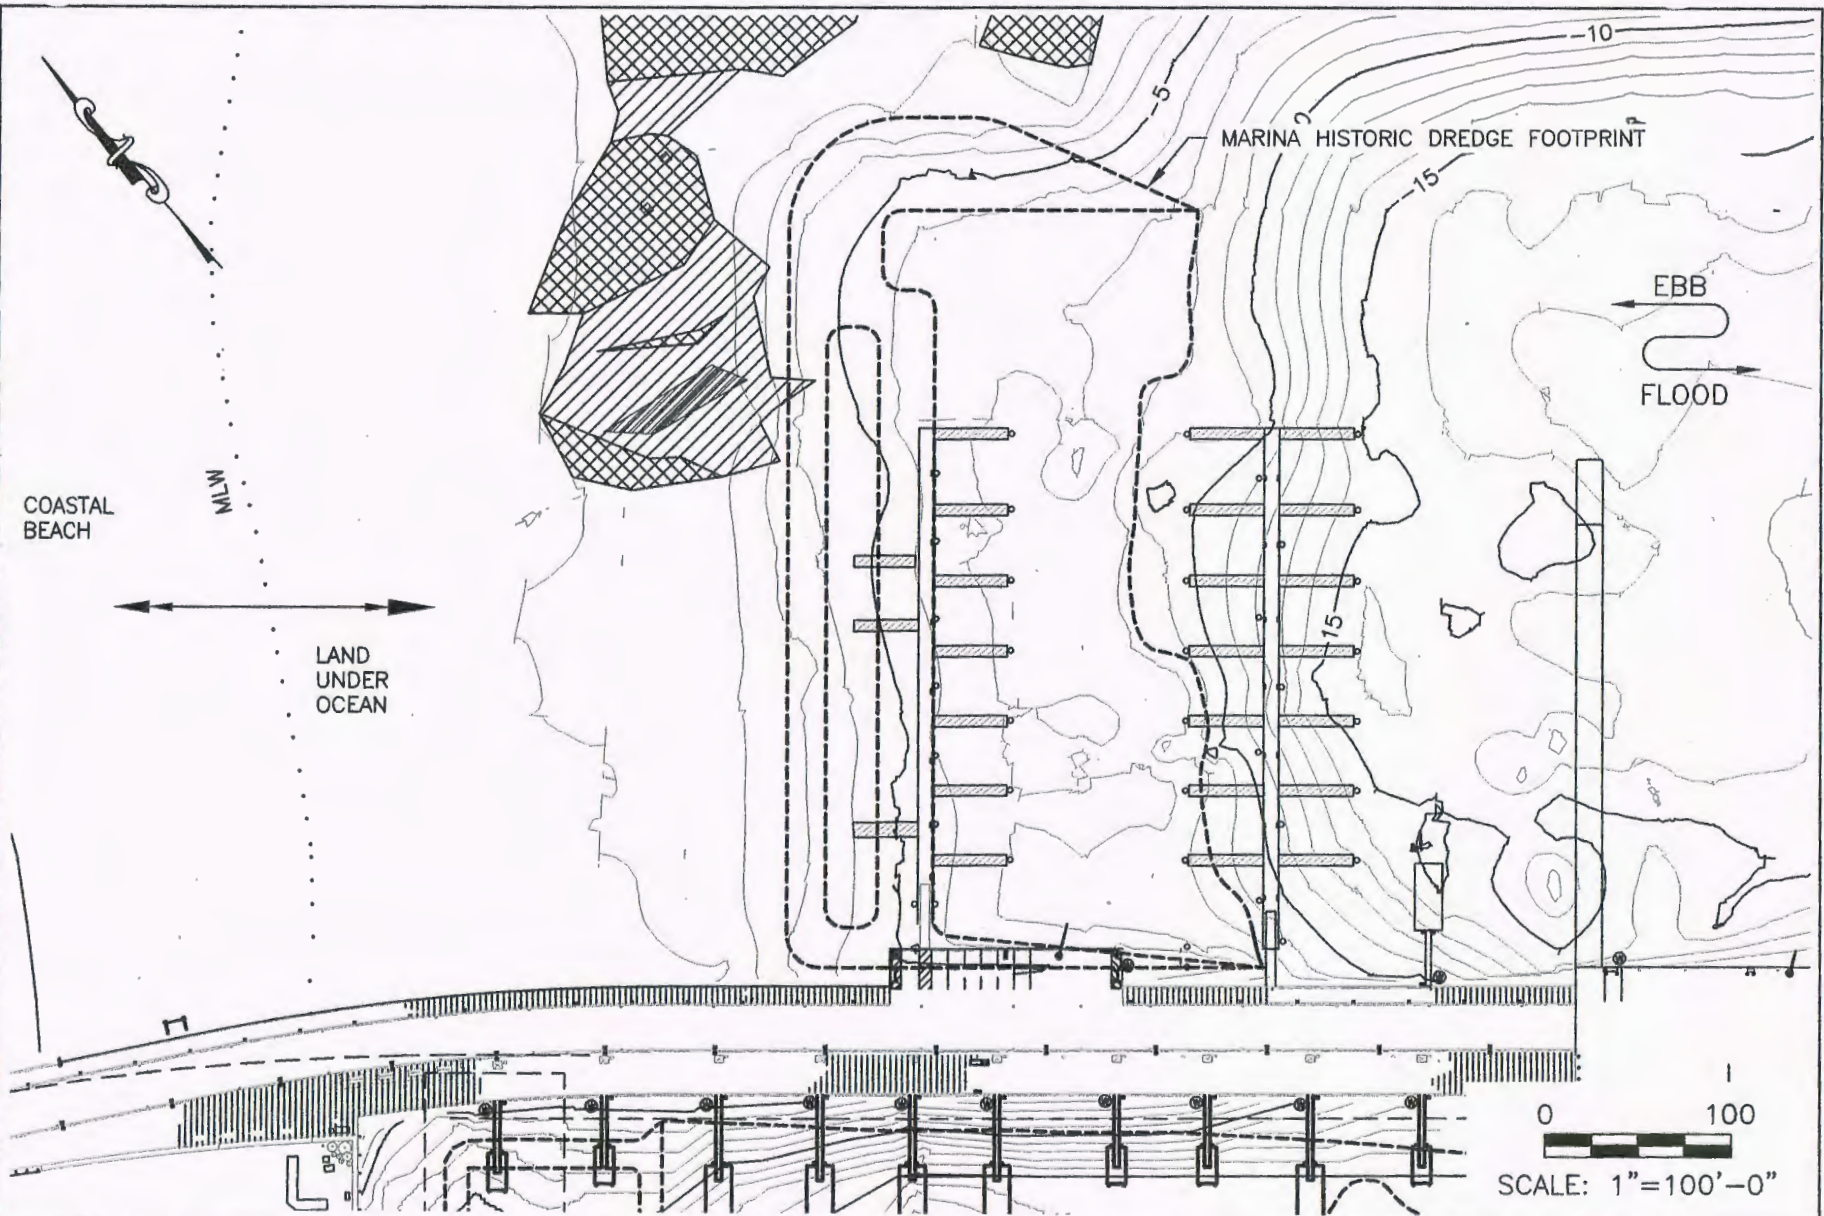 -10
-5
MARINA HISTORIC DREDGE FOOTPRINT
-15
EBB
FLOOD
MLW
COASTAL
BEACH
-15
LAND
UNDER
OCEAN
0 100
SCALE: 1"=100'-0"